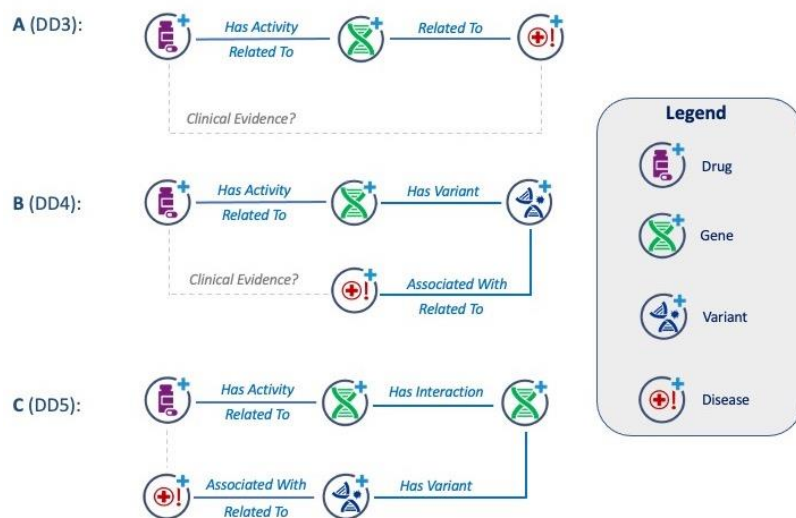 A (DD3):
Has Activity
Related To
Related To
Clinical Evidence?
B (DD4):
Has Activity
Related To
Has Variant
Clinical Evidence?
Associated With
Related To
C (DD5):
Has Activity
Related To
Has Interaction
Associated With
Related To
Has Variant
Legend
Drug
Gene
Variant
Disease